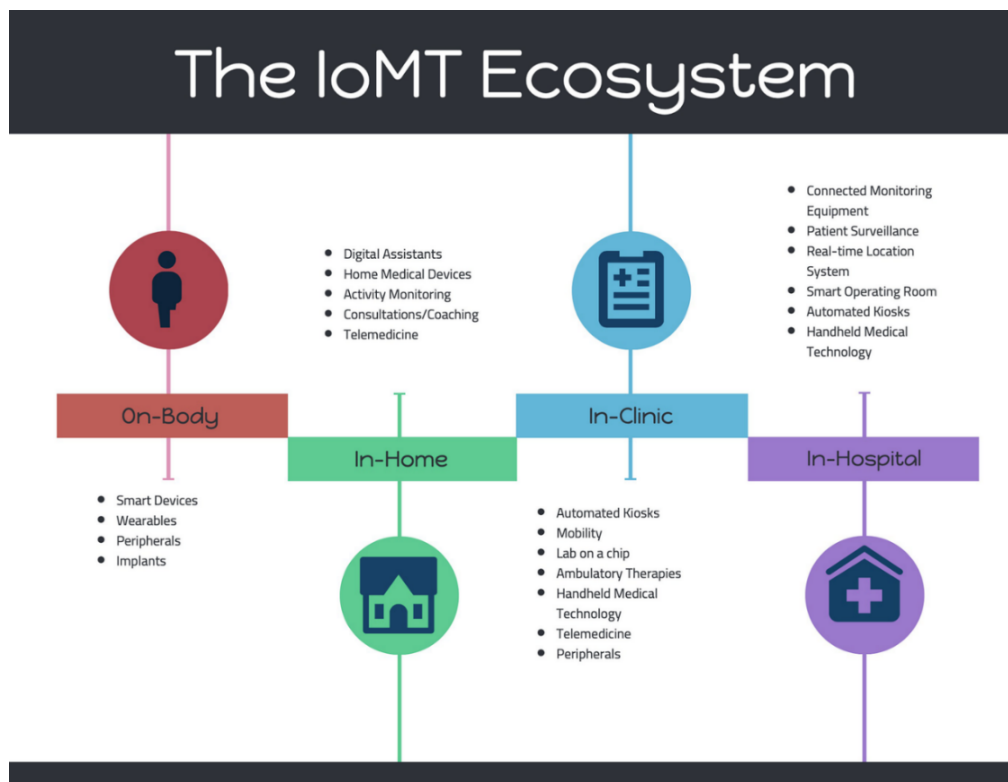 The IoMT Ecosystem
On-Body
Smart Devices
Wearables
Peripherals
Implants
Digital Assistants
Home Medical Devices
Activity Monitoring
Consultations/Coaching
Telemedicine
In-Home
In-Clinic
Automated Kiosks
Mobility
Lab on a chip
Ambulatory Therapies
Handheld Medical
Technology
Telemedicine
Peripherals
Connected Monitoring
Equipment
Patient Surveillance
Real-time Location
System
Smart Operating Room
Automated Kiosks
Handheld Medical
Technology
In-Hospital